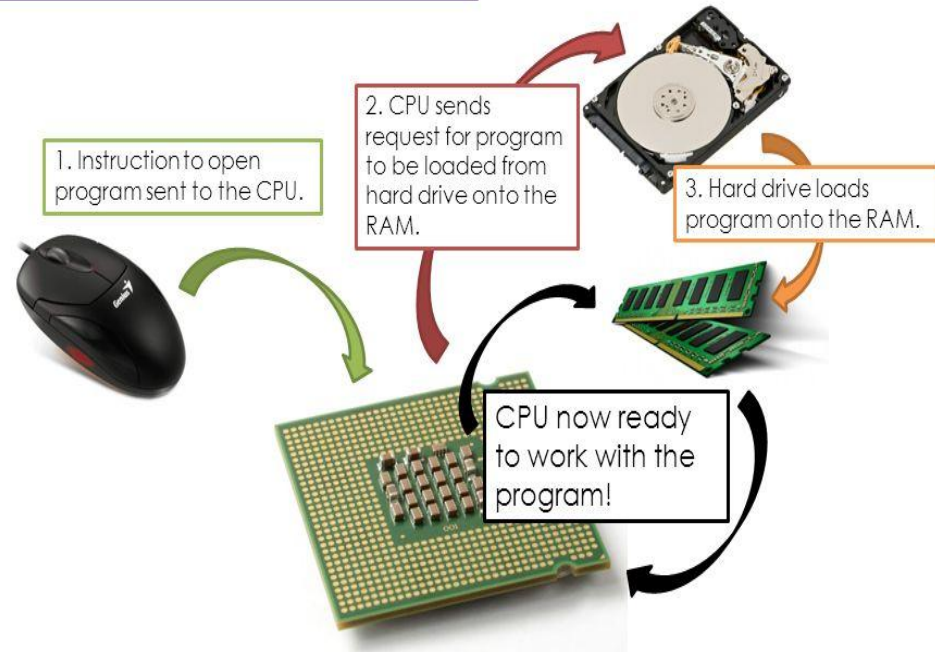 1. Instruction to open
program sent to the CPU.
2. CPU sends
request for program
to be loaded from
hard drive onto the
RAM.
3. Hard drive loads
program onto the RAM.
Genius
CPU now ready
to work with the
program!